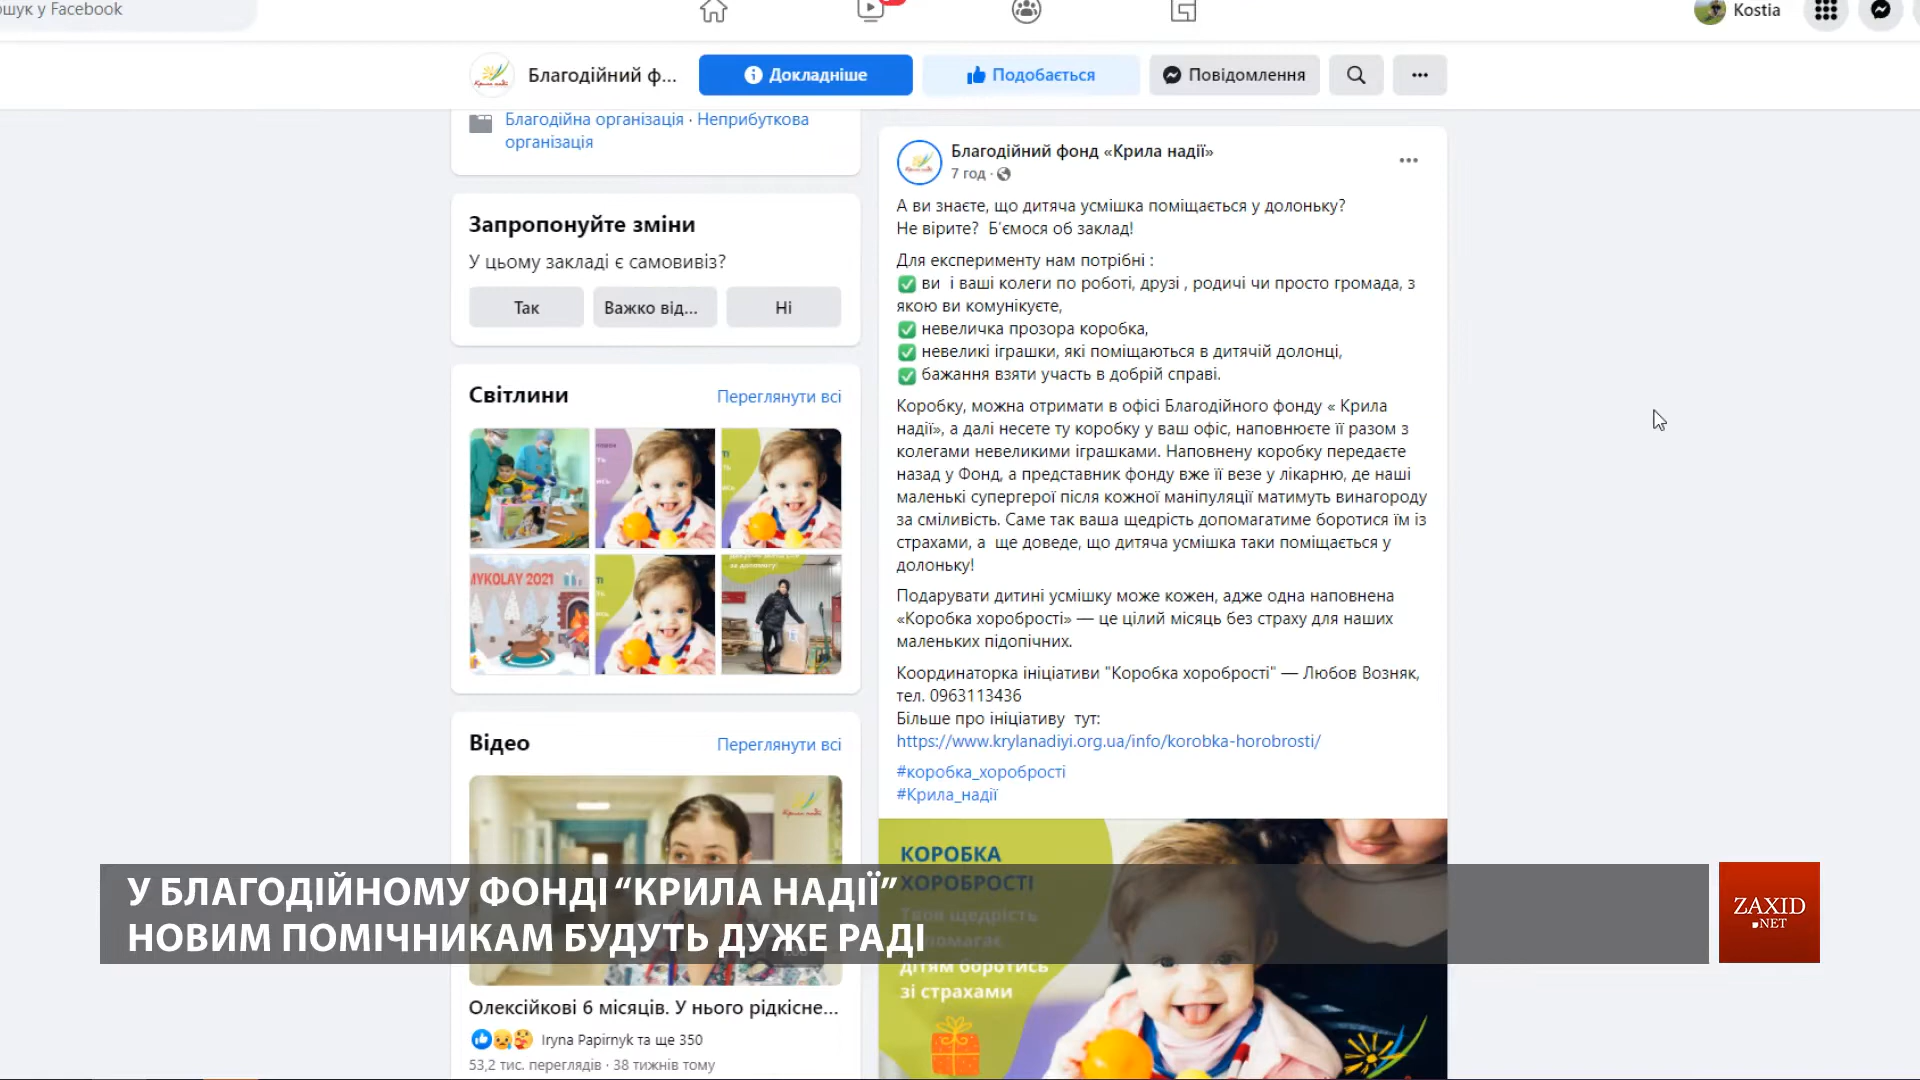 ошук у Facebook
Kostia
Благодійний ф...
Докладніше
Подобається
Повідомлення
Благодійна організація · Неприбуткова
організація
Запропонуйте зміни
У цьому закладі є самовивіз?
Так
Важко від...
Ні
Світлини
Переглянути всі
MYKOLAY 2021
за допомогу!
Відео
Переглянути всі
Крила надії
Олексійкові 6 місяців. У нього рідкісне...
Iryna Papirnyk та ще 350
53,2 тис. переглядів · 38 тижнів тому
Благодійний фонд «Крила надії»
7 год ·
А ви знаєте, що дитяча усмішка поміщається у долоньку?
Не вірите? Б'ємося об заклад!
Для експерименту нам потрібні :
✅ ви і ваші колеги по роботі, друзі , родичі чи просто громада, з
якою ви комунікуєте,
✅ невеличка прозора коробка,
✅ невеликі іграшки, які поміщаються в дитячій долонці,
✅ бажання взяти участь в добрій справі.
Коробку, можна отримати в офісі Благодійного фонду « Крила
надії», а далі несете ту коробку у ваш офіс, наповнюєте її разом з
колегами невеликими іграшками. Наповнену коробку передаєте
назад у Фонд, а представник фонду вже її везе у лікарню, де наші
маленькі супергерої після кожної маніпуляції матимуть винагороду
за сміливість. Саме так ваша щедрість допомагатиме боротися їм із
страхами, а ще доведе, що дитяча усмішка таки поміщається у
долоньку!
Подарувати дитині усмішку може кожен, адже одна наповнена
«Коробка хоробрості» — це цілий місяць без страху для наших
маленьких підопічних.
Координаторка ініціативи "Коробка хоробрості" — Любов Возняк,
тел. 0963113436
Більше про ініціативу тут:
https://www.krylanadiyi.org.ua/info/korobka-horobrosti/
#коробка_хоробрості
#Крила_надії
КОРОБКА
ХОРОБРОСТІ
Твоя щедрість
допомагає
дітям боротись
зі страхами
У БЛАГОДІЙНОМУ ФОНДІ “КРИЛА НАДІЇ”
НОВИМ ПОМІЧНИКАМ БУДУТЬ ДУЖЕ РАДІ
ZAXID
.NET